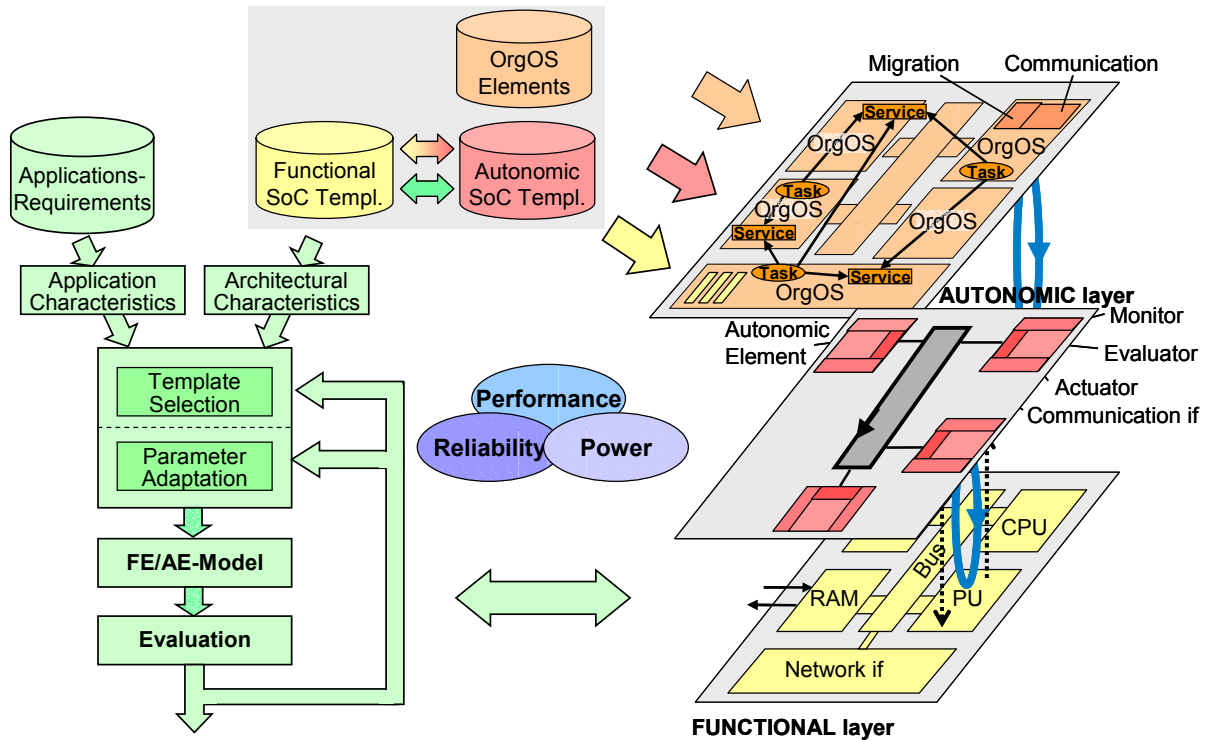 OrgOS
Elements
Applications-
Requirements
Functional
SoC Templ.
Autonomic
SoC Templ.
Application
Characteristics
Architectural
Characteristics
Template
Selection
Parameter
Adaptation
FE/AE-Model
Evaluation
Performance
Reliability
Power
Migration
Communication
Service
OrgOS
OrgOS
Task
Task
OrgOS
OrgOS
Service
Task
Service
OrgOS
AUTONOMIC layer
Autonomic
Element
Monitor
Evaluator
Actuator
Communication if
CPU
Bus
RAM
PU
Network if
FUNCTIONAL layer